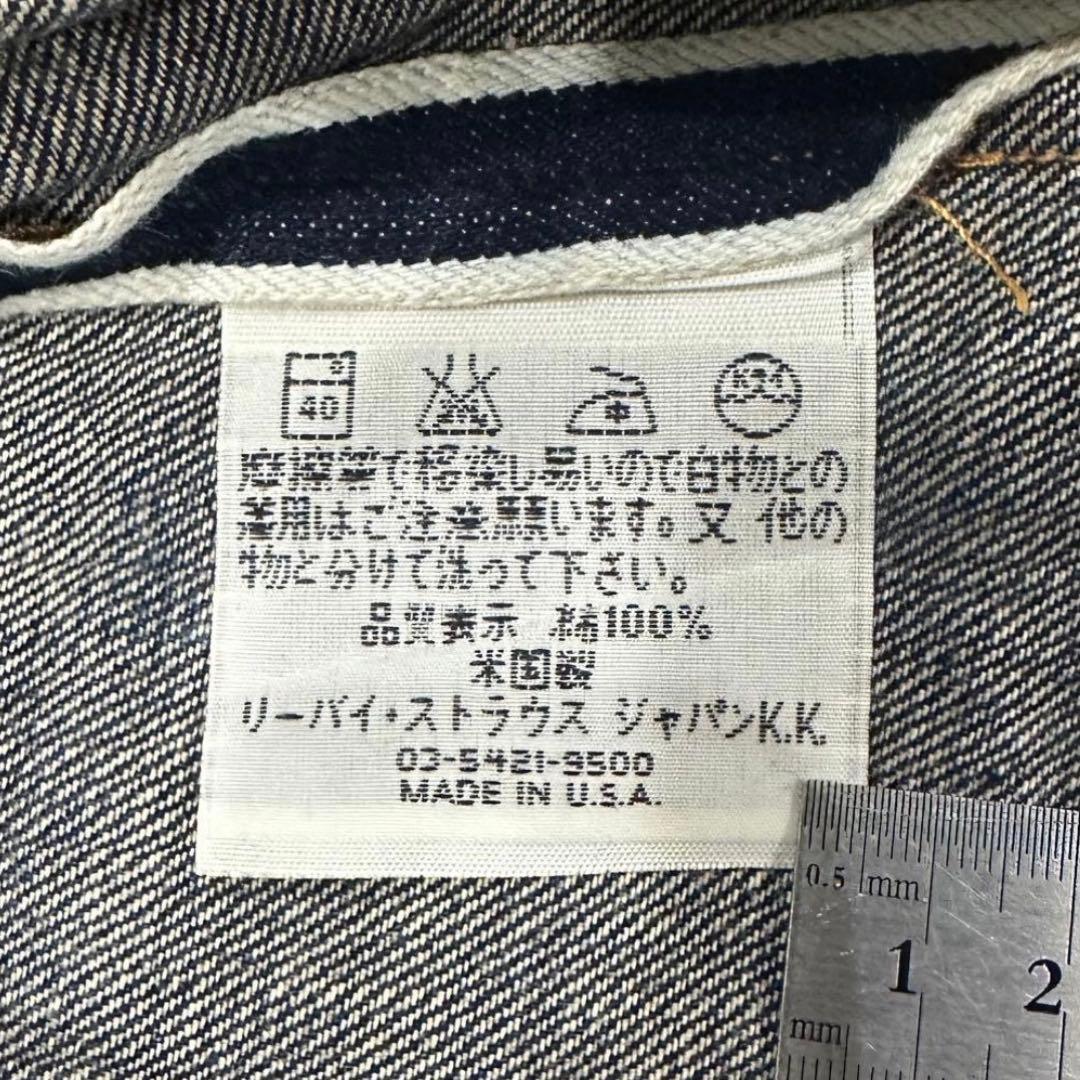 40
摩擦等で移染し易いので白物との
着用はご注意願います。又 他の
物と分けて洗って下さい。
品質表示 綿100%
米国製
リーバイ・ストラウス ジャパンK.K.
03-5421-9500
MADE IN U.S.A.
0.5 mm
1 2
mm